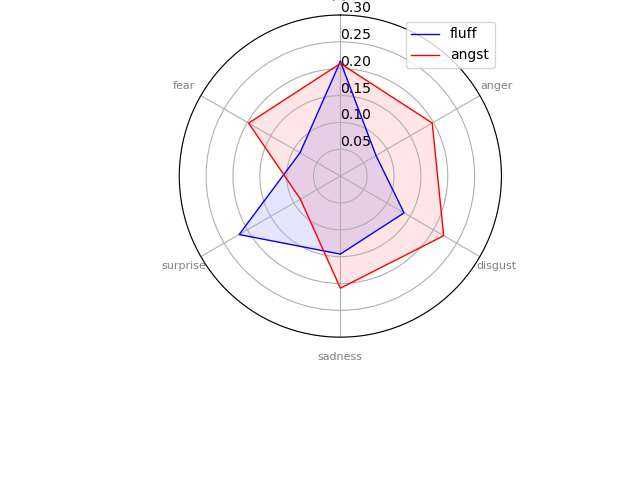 0.30
fluff
angst
0.25
0.20
0.15
0.10
0.05
fear
anger
surprise
disgust
sadness